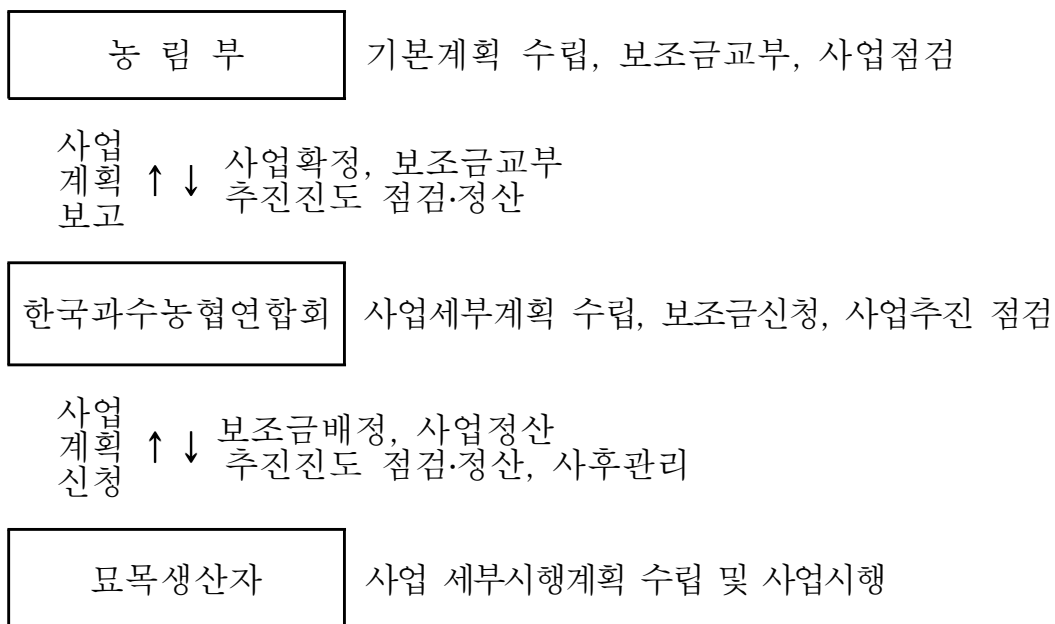 농 림 부 기본계획 수립, 보조금교부, 사업점검
사업
계획
보고
↑ ↓
사업확정, 보조금교부
추진진도 점검·정산
한국과수농협연합회 사업세부계획 수립, 보조금신청, 사업추진 점검
사업
계획
신청
↑ ↓
보조금배정, 사업정산
추진진도 점검·정산, 사후관리
묘목생산자 사업 세부시행계획 수립 및 사업시행